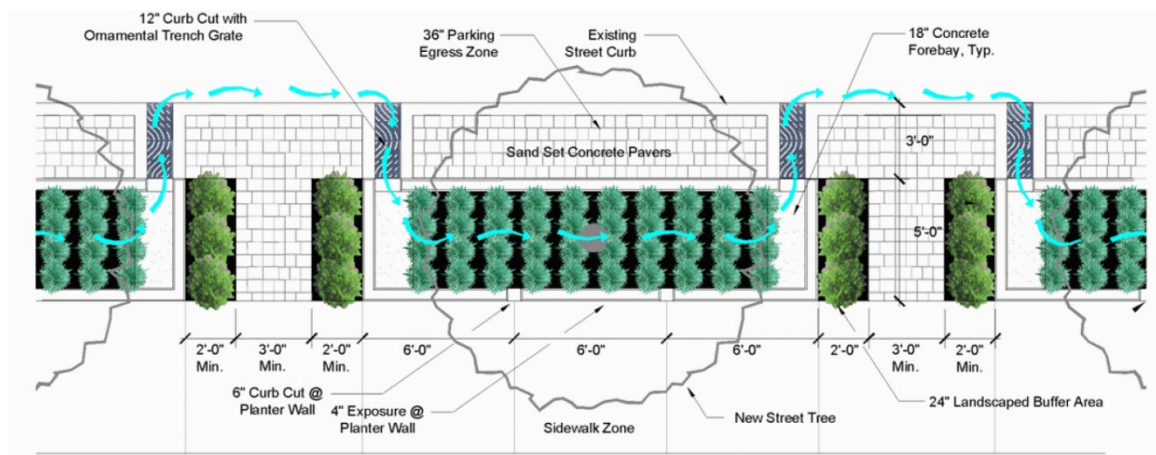 12" Curb Cut with
Ornamental Trench Grate
36" Parking
Egress Zone
Existing
Street Curb
18" Concrete
Forebay, Typ.
3'-0"
Sand Set Concrete Pavers
5'-0"
2'-0"
Min.
3'-0"
Min.
2'-0"
Min.
6'-0"
6'-0"
6'-0"
2'-0"
3'-0"
Min.
2'-0"
Min.
6" Curb Cut @
Planter Wall
4" Exposure @
Planter Wall
Sidewalk Zone
New Street Tree
24" Landscaped Buffer Area